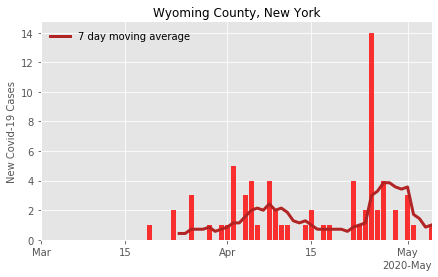 Wyoming County, New York
7 day moving average
New Covid-19 Cases
14
12
10
8
6
4
2
0
Mar
15
Apr
15
May
2020-May